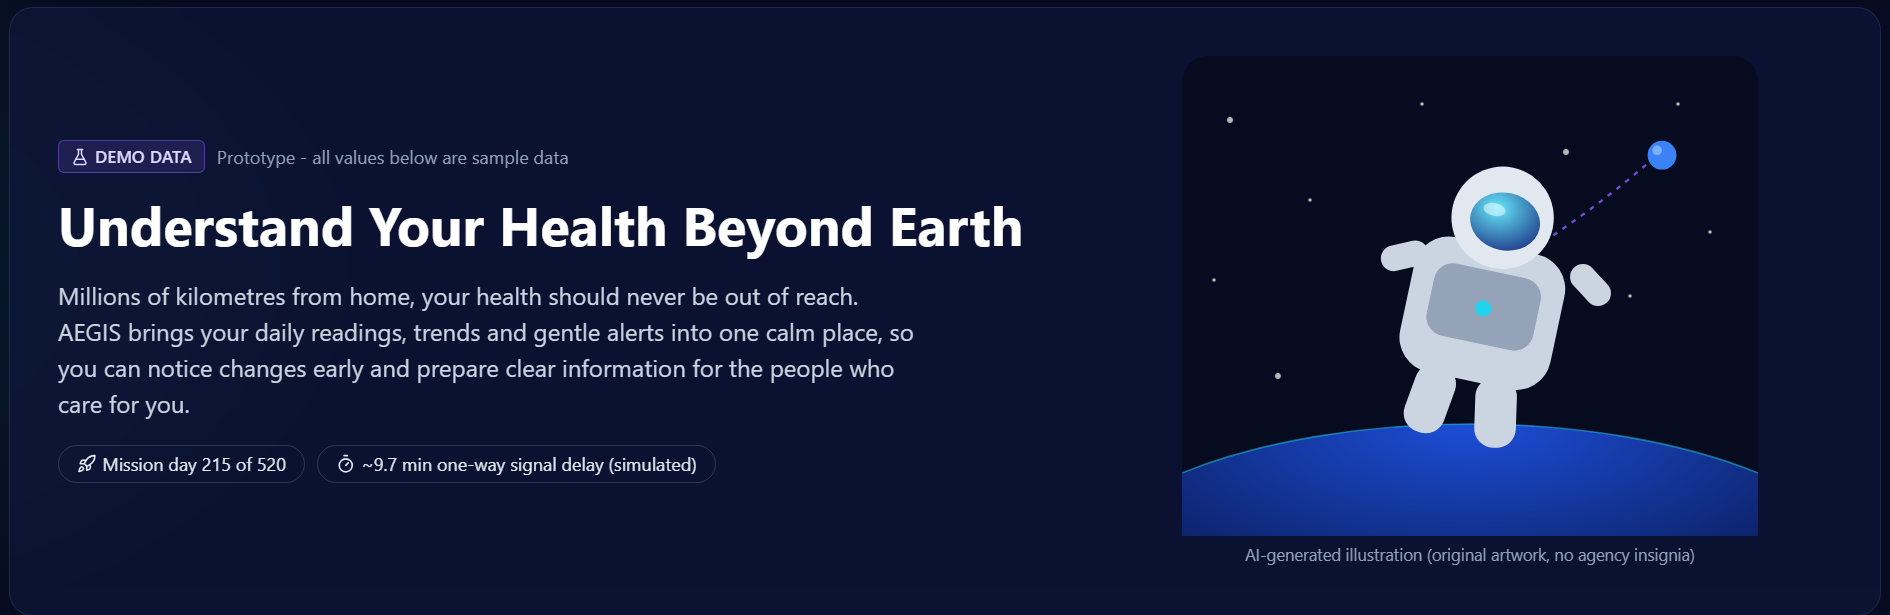 DEMO DATA
Prototype - all values below are sample data
Understand Your Health Beyond Earth
Millions of kilometres from home, your health should never be out of reach.
AEGIS brings your daily readings, trends and gentle alerts into one calm place, so
you can notice changes early and prepare clear information for the people who
care for you.
Mission day 215 of 520
~9.7 min one-way signal delay (simulated)
AI-generated illustration (original artwork, no agency insignia)